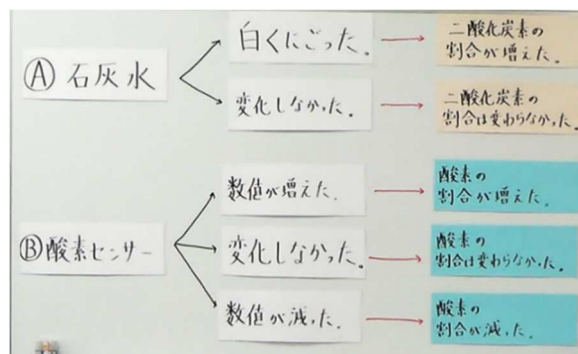 Ⓐ石灰水
白くにごった。
二酸化炭素の
割合が増えた。
変化しなかった。
二酸化炭素の
割合は変わらなかった。
Ⓑ酸素センサー
数値が増えた。
酸素の
割合が増えた。
変化しなかった。
酸素の
割合は変わらなかった。
数値が減った。
酸素の
割合が減った。